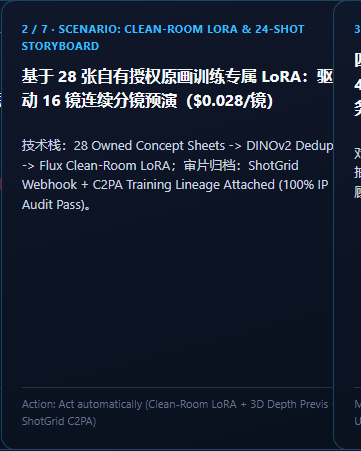 2 / 7 · SCENARIO: CLEAN-ROOM LORA & 24-SHOT
STORYBOARD
基于 28 张自有授权原画训练专属 LoRA：驱
动 16 镜连续分镜预演（$0.028/镜）
技术栈：28 Owned Concept Sheets -> DINOv2 Dedup
-> Flux Clean-Room LoRA；审片归档：ShotGrid
Webhook + C2PA Training Lineage Attached (100% IP
Audit Pass)。
Action: Act automatically (Clean-Room LoRA + 3D Depth Previs +
ShotGrid C2PA)
3
4